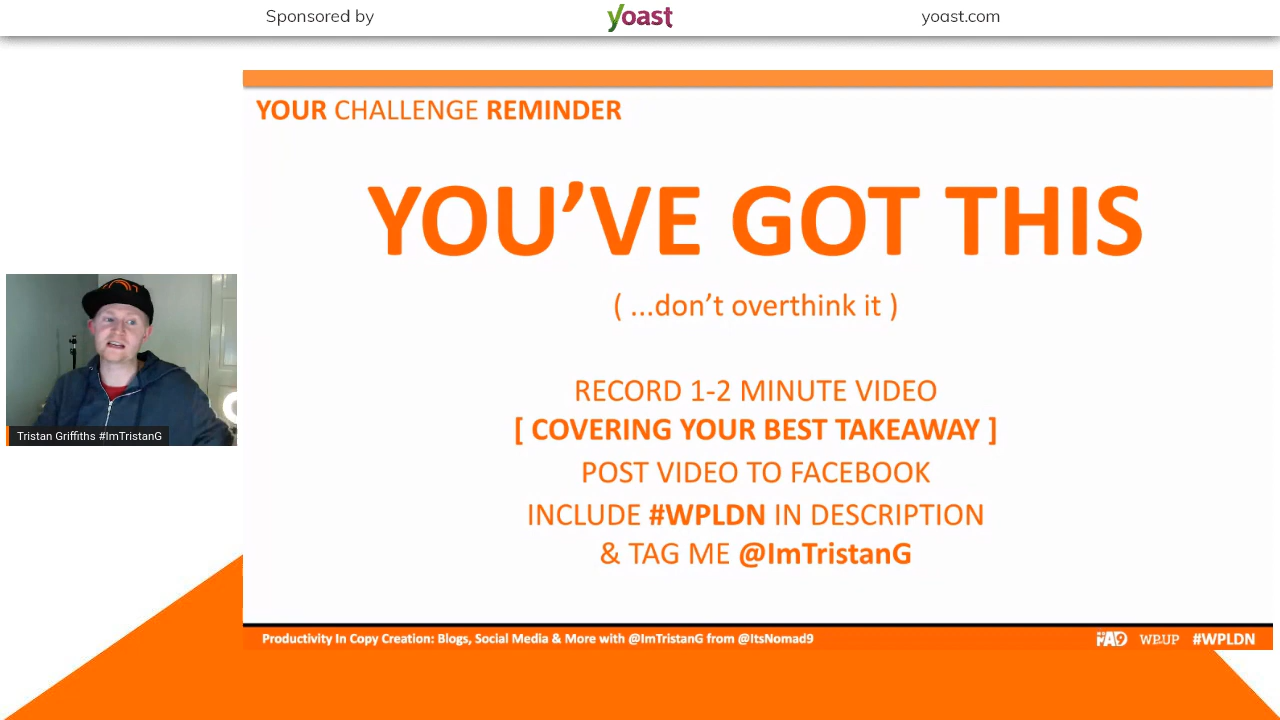 Sponsored by
yoast
yoast.com
YOUR CHALLENGE REMINDER
YOU'VE GOT THIS
( ...don't overthink it )
RECORD 1-2 MINUTE VIDEO
[ COVERING YOUR BEST TAKEAWAY ]
POST VIDEO TO FACEBOOK
INCLUDE #WPLDN IN DESCRIPTION
& TAG ME @ImTristanG
Tristan Griffiths #ImTristanG
Productivity In Copy Creation: Blogs, Social Media & More with @ImTristanG from @ItsNomad9
#WPLDN